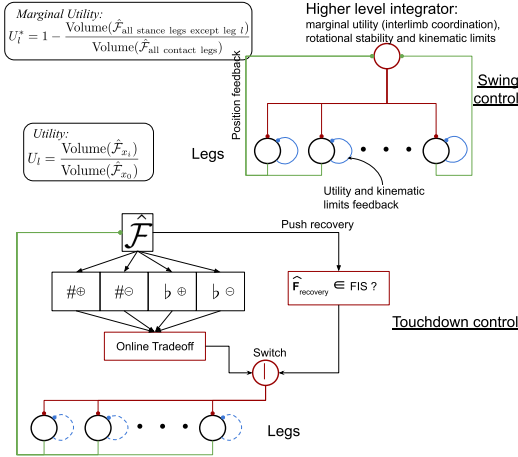 Marginal Utility:
U_l^* = 1 − Volume(F̂_all stance legs except leg l) / Volume(F̂_all contact legs)
Higher level integrator:
marginal utility (interlimb coordination),
rotational stability and kinematic limits
Position feedback
Swing
control
Utility:
U_l = Volume(F̂_{x_i}) / Volume(F̂_{x_0})
Legs
Utility and kinematic
limits feedback
F̂
Push recovery
#⊕ #⊖ ♭ ⊕ ♭ ⊖
F̂_recovery ∈ FIS ?
Touchdown control
Online Tradeoff
Switch
Legs